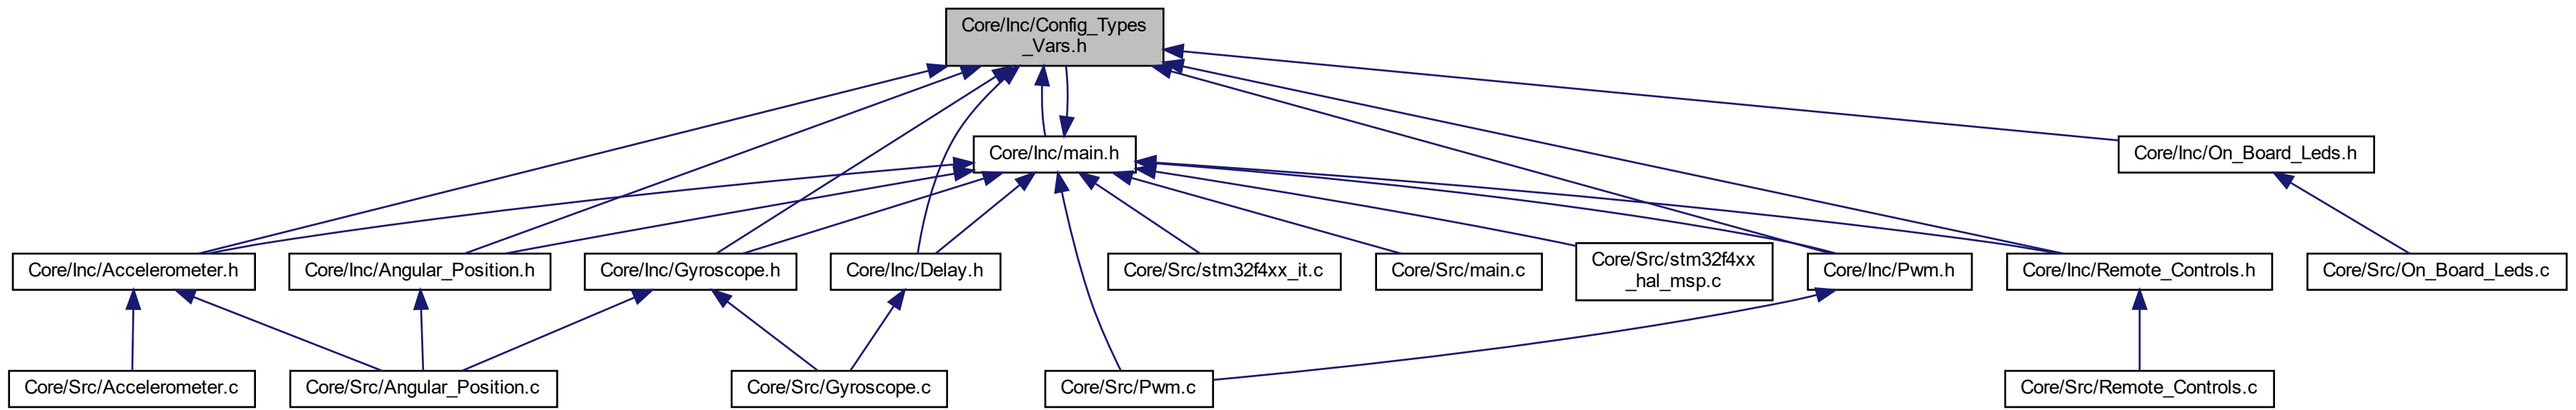 Core/Inc/Config_Types
_Vars.h
Core/Inc/main.h
Core/Inc/On_Board_Leds.h
Core/Inc/Accelerometer.h
Core/Inc/Angular_Position.h
Core/Inc/Gyroscope.h
Core/Inc/Delay.h
Core/Src/stm32f4xx_it.c
Core/Src/main.c
Core/Src/stm32f4xx
_hal_msp.c
Core/Inc/Pwm.h
Core/Inc/Remote_Controls.h
Core/Src/On_Board_Leds.c
Core/Src/Accelerometer.c
Core/Src/Angular_Position.c
Core/Src/Gyroscope.c
Core/Src/Pwm.c
Core/Src/Remote_Controls.c